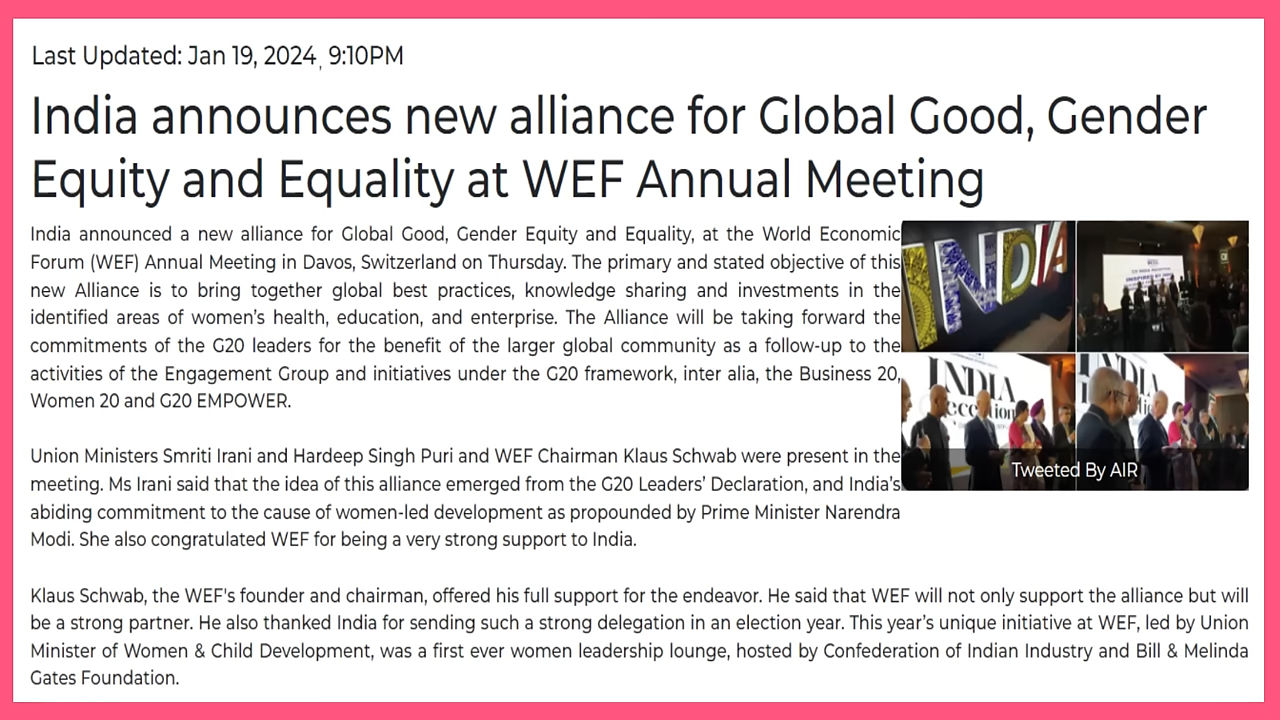 Last Updated: Jan 19, 2024, 9:10PM
India announces new alliance for Global Good, Gender
Equity and Equality at WEF Annual Meeting
India announced a new alliance for Global Good, Gender Equity and Equality, at the World Economic
Forum (WEF) Annual Meeting in Davos, Switzerland on Thursday. The primary and stated objective of this
new Alliance is to bring together global best practices, knowledge sharing and investments in the
identified areas of women's health, education, and enterprise. The Alliance will be taking forward the
commitments of the G20 leaders for the benefit of the larger global community as a follow-up to the
activities of the Engagement Group and initiatives under the G20 framework, inter alia, the Business 20,
Women 20 and G20 EMPOWER.
INDIA
INDIA
Tweeted By AIR
Union Ministers Smriti Irani and Hardeep Singh Puri and WEF Chairman Klaus Schwab were present in the
meeting. Ms Irani said that the idea of this alliance emerged from the G20 Leaders' Declaration, and India's
abiding commitment to the cause of women-led development as propounded by Prime Minister Narendra
Modi. She also congratulated WEF for being a very strong support to India.
Klaus Schwab, the WEF's founder and chairman, offered his full support for the endeavor. He said that WEF will not only support the alliance but will
be a strong partner. He also thanked India for sending such a strong delegation in an election year. This year's unique initiative at WEF, led by Union
Minister of Women & Child Development, was a first ever women leadership lounge, hosted by Confederation of Indian Industry and Bill & Melinda
Gates Foundation.